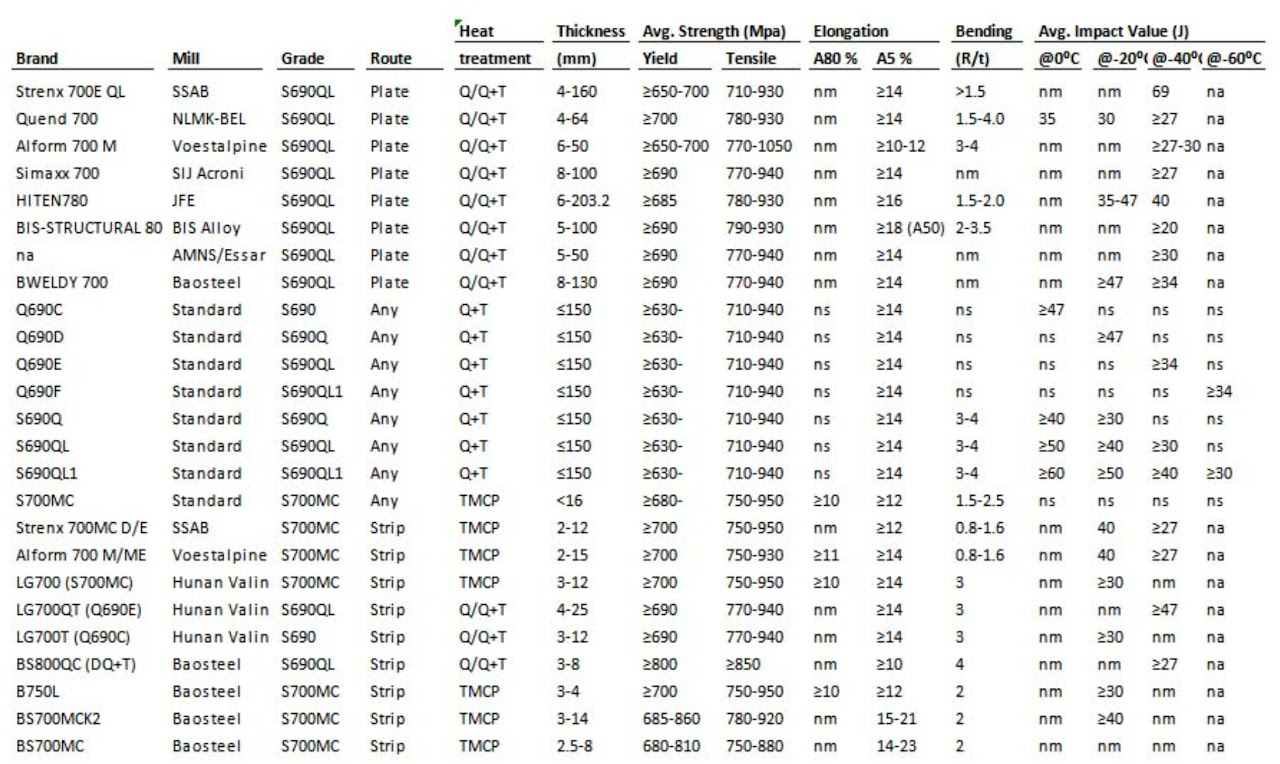 Heat Thickness Avg. Strength (Mpa) Elongation Bending Avg. Impact Value (J)
Brand Mill Grade Route treatment (mm) Yield Tensile A80 % A5 % (R/t) @0⁰C @-20⁰( @-40⁰( @-60⁰C
Strenx 700E QL SSAB S690QL Plate Q/Q+T 4-160 ≥650-700 710-930 nm ≥14 >1.5 nm nm 69 na
Quend 700 NLMK-BEL S690QL Plate Q/Q+T 4-64 ≥700 780-930 nm ≥14 1.5-4.0 35 30 ≥27 na
Alform 700 M Voestalpine S690QL Plate Q/Q+T 6-50 ≥650-700 770-1050 nm ≥10-12 3-4 nm nm ≥27-30 na
Simaxx 700 SIJ Acroni S690QL Plate Q/Q+T 8-100 ≥690 770-940 nm ≥14 nm nm nm ≥27 na
HITEN780 JFE S690QL Plate Q/Q+T 6-203.2 ≥685 780-930 nm ≥16 1.5-2.0 nm 35-47 40 na
BIS-STRUCTURAL 80 BIS Alloy S690QL Plate Q/Q+T 5-100 ≥690 790-930 nm ≥18 (A50) 2-3.5 nm nm ≥20 na
na AMNS/Essar S690QL Plate Q/Q+T 5-50 ≥690 770-940 nm ≥14 nm nm nm ≥30 na
BWELDY 700 Baosteel S690QL Plate Q/Q+T 8-130 ≥690 770-940 nm ≥14 nm nm ≥47 ≥34 na
Q690C Standard S690 Any Q+T ≤150 ≥630- 710-940 ns ≥14 ns ≥47 ns ns ns
Q690D Standard S690Q Any Q+T ≤150 ≥630- 710-940 ns ≥14 ns ns ≥47 ns ns
Q690E Standard S690QL Any Q+T ≤150 ≥630- 710-940 ns ≥14 ns ns ns ≥34 ns
Q690F Standard S690QL1 Any Q+T ≤150 ≥630- 710-940 ns ≥14 ns ns ns ns ≥34
S690Q Standard S690Q Any Q+T ≤150 ≥630- 710-940 ns ≥14 3-4 ≥40 ≥30 ns ns
S690QL Standard S690QL Any Q+T ≤150 ≥630- 710-940 ns ≥14 3-4 ≥50 ≥40 ≥30 ns
S690QL1 Standard S690QL1 Any Q+T ≤150 ≥630- 710-940 ns ≥14 3-4 ≥60 ≥50 ≥40 ≥30
S700MC Standard S700MC Any TMCP <16 ≥680- 750-950 ≥10 ≥12 1.5-2.5 ns ns ns ns
Strenx 700MC D/E SSAB S700MC Strip TMCP 2-12 ≥700 750-950 nm ≥12 0.8-1.6 nm 40 ≥27 na
Alform 700 M/ME Voestalpine S700MC Strip TMCP 2-15 ≥700 750-930 ≥11 ≥14 0.8-1.6 nm 40 ≥27 na
LG700 (S700MC) Hunan Valin S700MC Strip TMCP 3-12 ≥700 750-950 ≥10 ≥14 3 nm ≥30 nm na
LG700QT (Q690E) Hunan Valin S690QL Strip Q/Q+T 4-25 ≥690 770-940 nm ≥14 3 nm nm ≥47 na
LG700T (Q690C) Hunan Valin S690 Strip Q/Q+T 3-12 ≥690 770-940 nm ≥14 3 nm ≥30 nm na
BS800QC (DQ+T) Baosteel S690QL Strip Q/Q+T 3-8 ≥800 ≥850 nm ≥10 4 nm nm ≥27 na
B750L Baosteel S700MC Strip TMCP 3-4 ≥700 750-950 ≥10 ≥12 2 nm ≥30 nm na
BS700MCK2 Baosteel S700MC Strip TMCP 3-14 685-860 780-920 nm 15-21 2 nm ≥40 nm na
BS700MC Baosteel S700MC Strip TMCP 2.5-8 680-810 750-880 nm 14-23 2 nm nm nm na